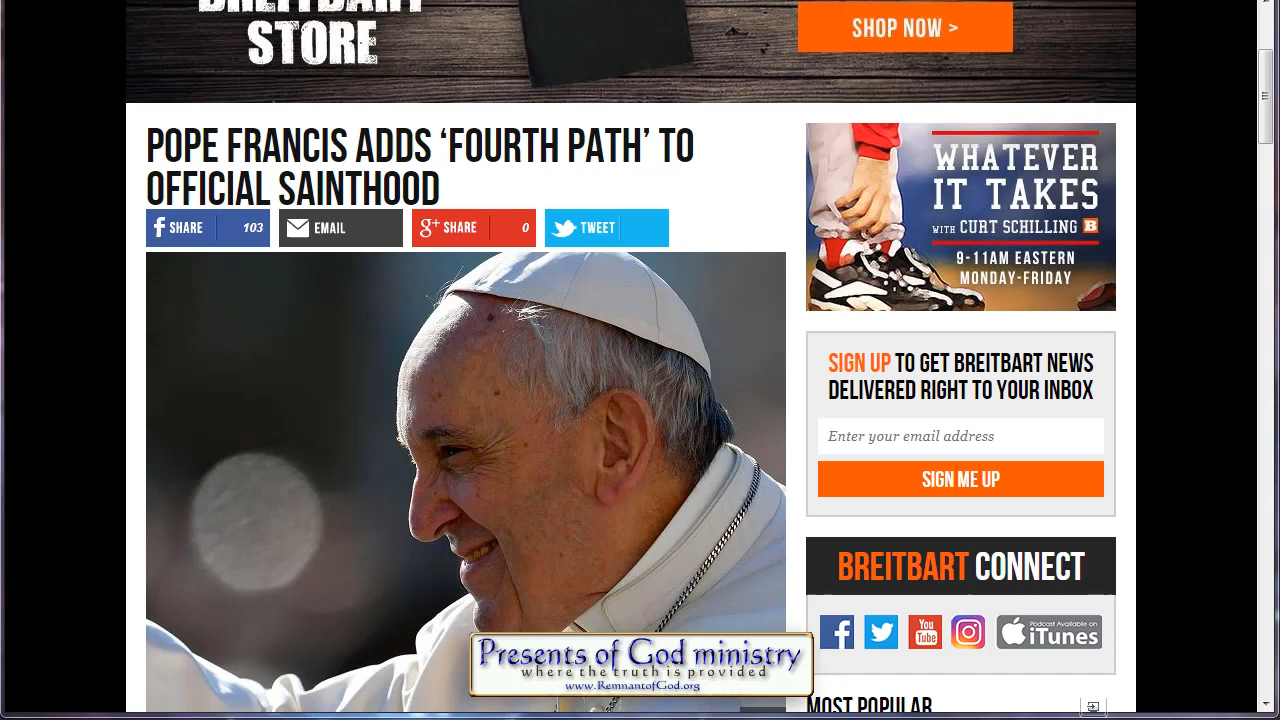 BREITBART
STORE
SHOP NOW >
POPE FRANCIS ADDS ‘FOURTH PATH’ TO
OFFICIAL SAINTHOOD
SHARE 103
EMAIL
g+ SHARE 0
TWEET
WHATEVER
IT TAKES
WITH CURT SCHILLING B
9-11AM EASTERN
MONDAY-FRIDAY
SIGN UP TO GET BREITBART NEWS
DELIVERED RIGHT TO YOUR INBOX
Enter your email address
SIGN ME UP
BREITBART CONNECT
You
Tube
Podcast Available on
iTunes
Presents of God ministry
where the truth is provided
www.RemnantofGod.org
MOST POPULAR